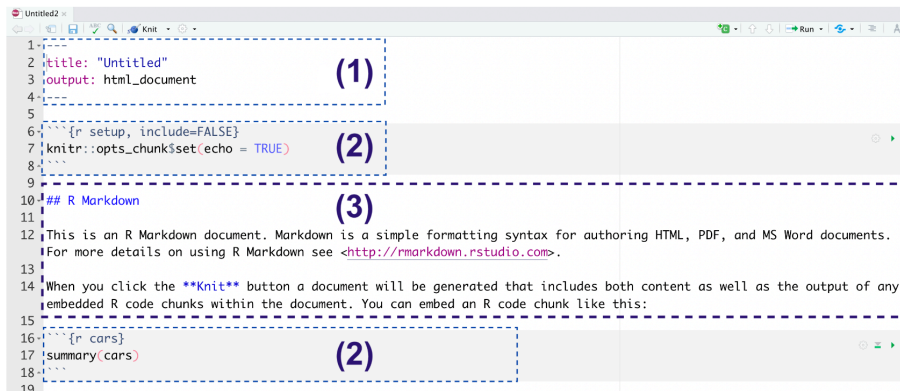 Untitled2
Knit
Run
1 ---
2 title: "Untitled"
3 output: html_document
(1)
4 ---
5
6 ```{r setup, include=FALSE}
7 knitr::opts_chunk$set(echo = TRUE)
(2)
8 ```
9
10 ## R Markdown
(3)
11
12 This is an R Markdown document. Markdown is a simple formatting syntax for authoring HTML, PDF, and MS Word documents.
For more details on using R Markdown see <http://rmarkdown.rstudio.com>.
13
14 When you click the **Knit** button a document will be generated that includes both content as well as the output of any
embedded R code chunks within the document. You can embed an R code chunk like this:
15
16 ```{r cars}
17 summary(cars)
(2)
18 ```
19